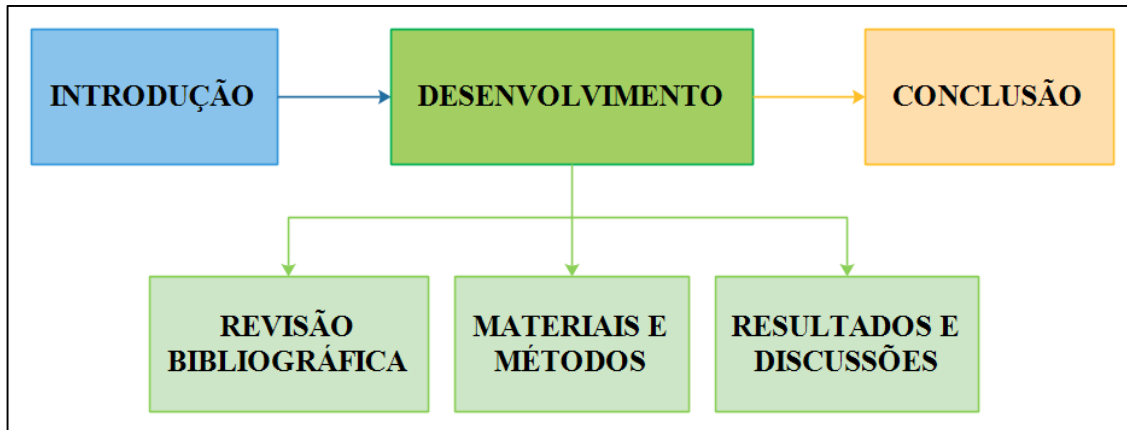 INTRODUÇÃO
DESENVOLVIMENTO
CONCLUSÃO
REVISÃO
BIBLIOGRÁFICA
MATERIAIS E
MÉTODOS
RESULTADOS E
DISCUSSÕES